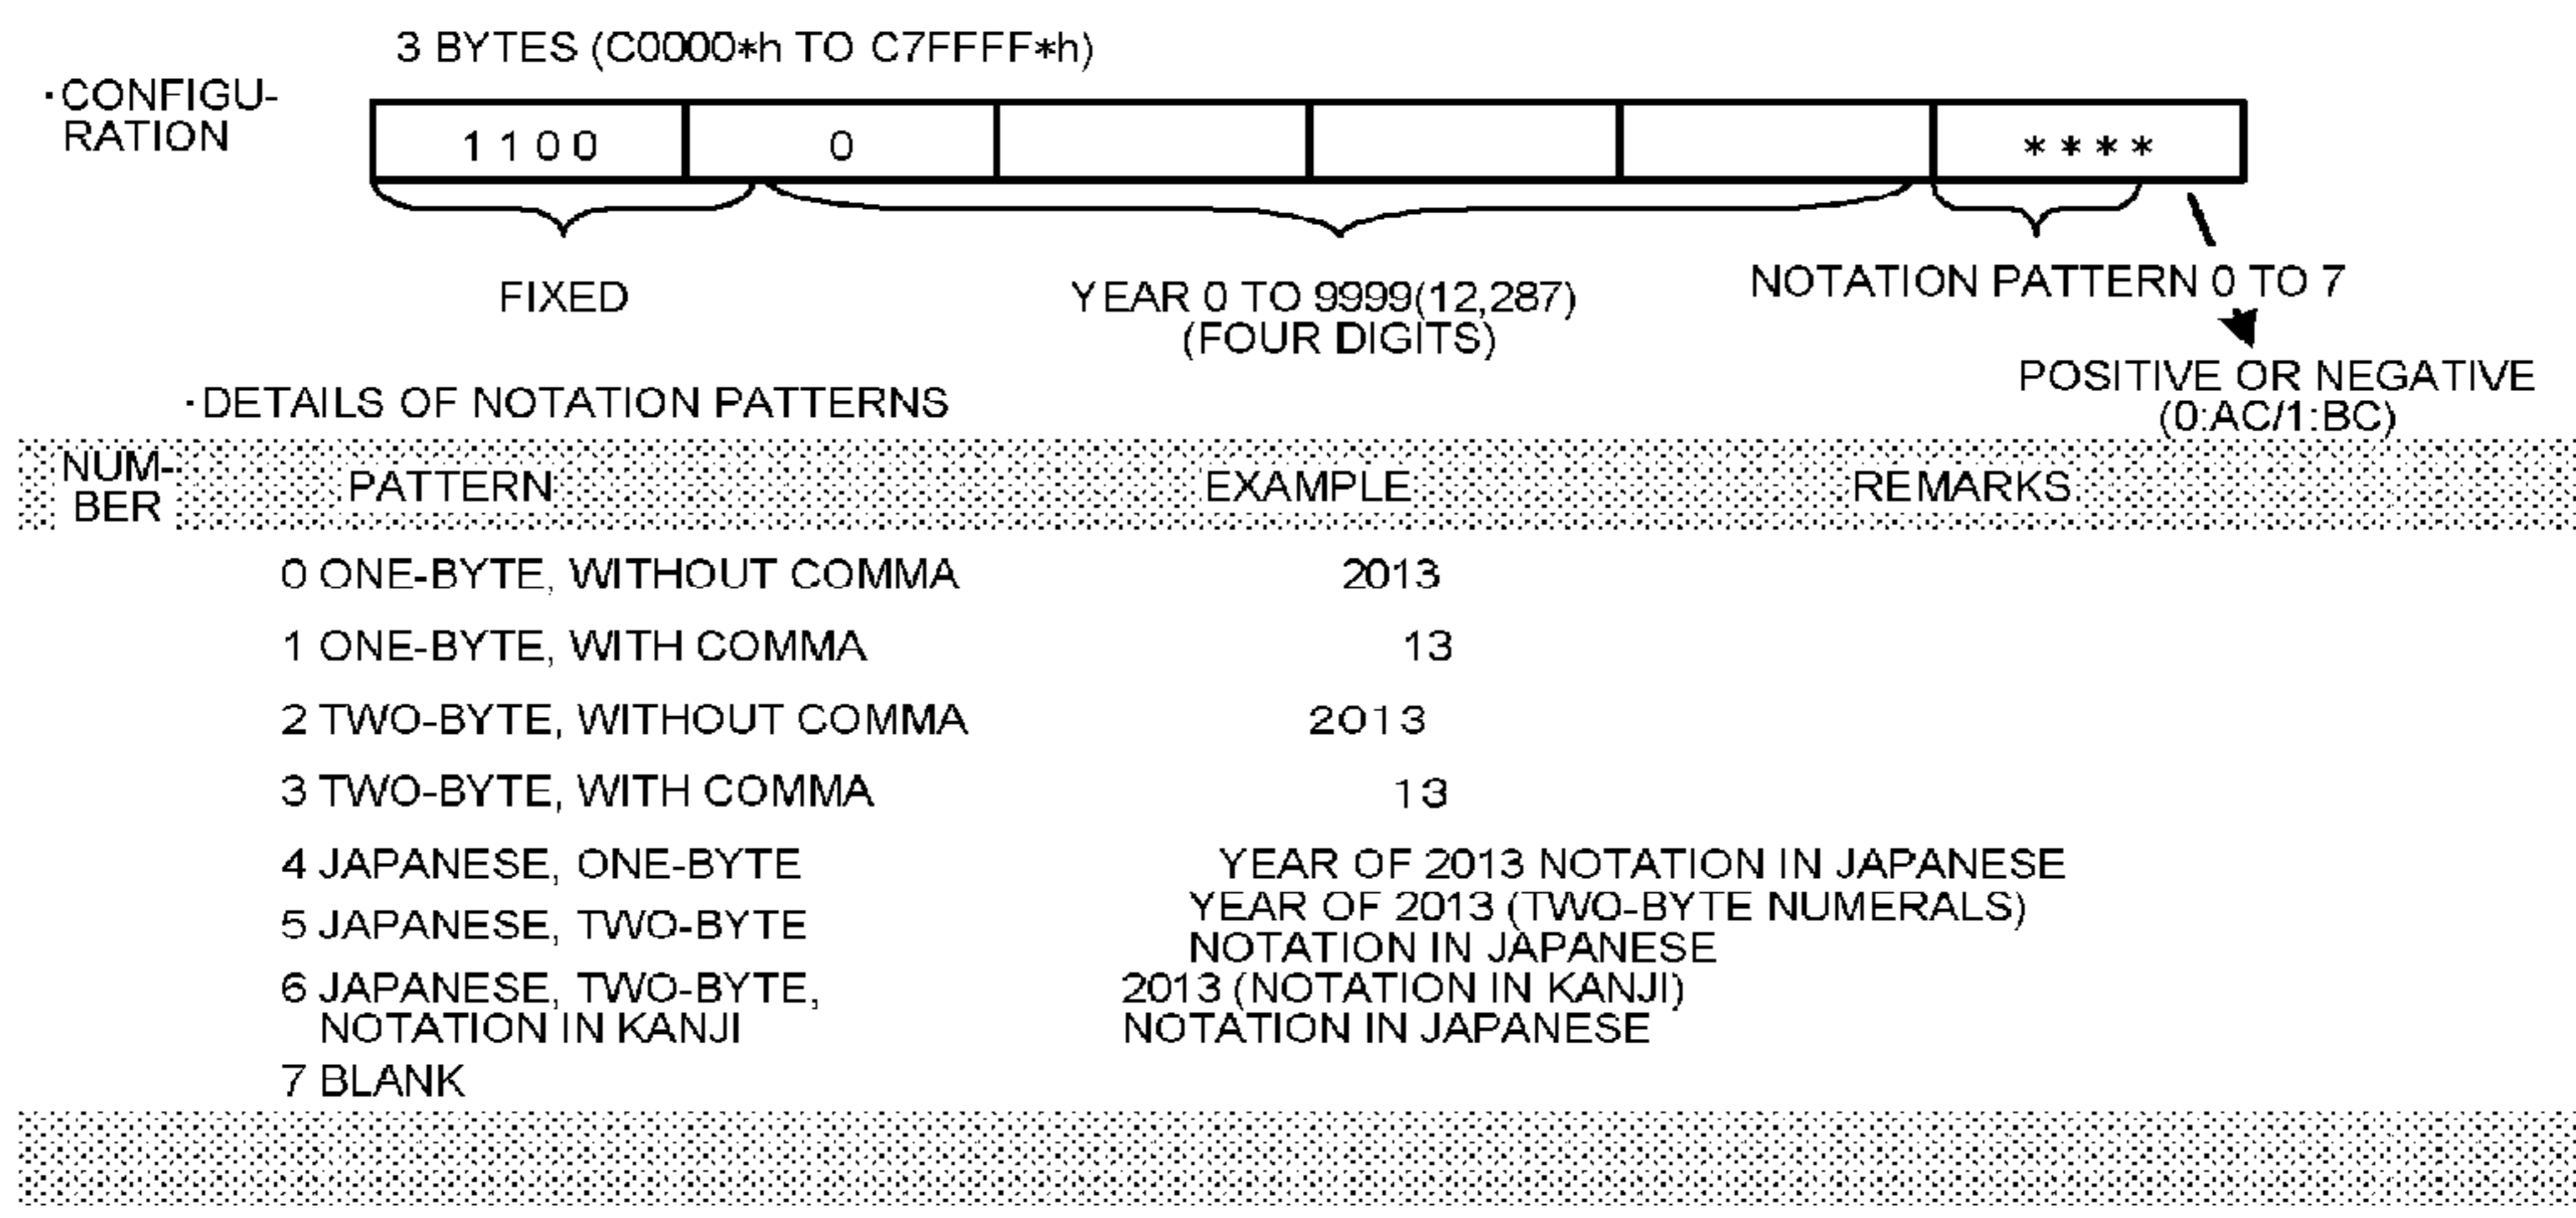 3 BYTES (C0000*h TO C7FFFF*h)
·CONFIGU-
RATION
1100 0 ****
FIXED
YEAR 0 TO 9999(12,287)
(FOUR DIGITS)
NOTATION PATTERN 0 TO 7
POSITIVE OR NEGATIVE
(0:AC/1:BC)
·DETAILS OF NOTATION PATTERNS
NUM-
BER PATTERN EXAMPLE REMARKS
0 ONE-BYTE, WITHOUT COMMA 2013
1 ONE-BYTE, WITH COMMA 13
2 TWO-BYTE, WITHOUT COMMA 2013
3 TWO-BYTE, WITH COMMA 13
4 JAPANESE, ONE-BYTE YEAR OF 2013 NOTATION IN JAPANESE
5 JAPANESE, TWO-BYTE YEAR OF 2013 (TWO-BYTE NUMERALS)
NOTATION IN JAPANESE
6 JAPANESE, TWO-BYTE, 2013 (NOTATION IN KANJI)
NOTATION IN KANJI NOTATION IN JAPANESE
7 BLANK